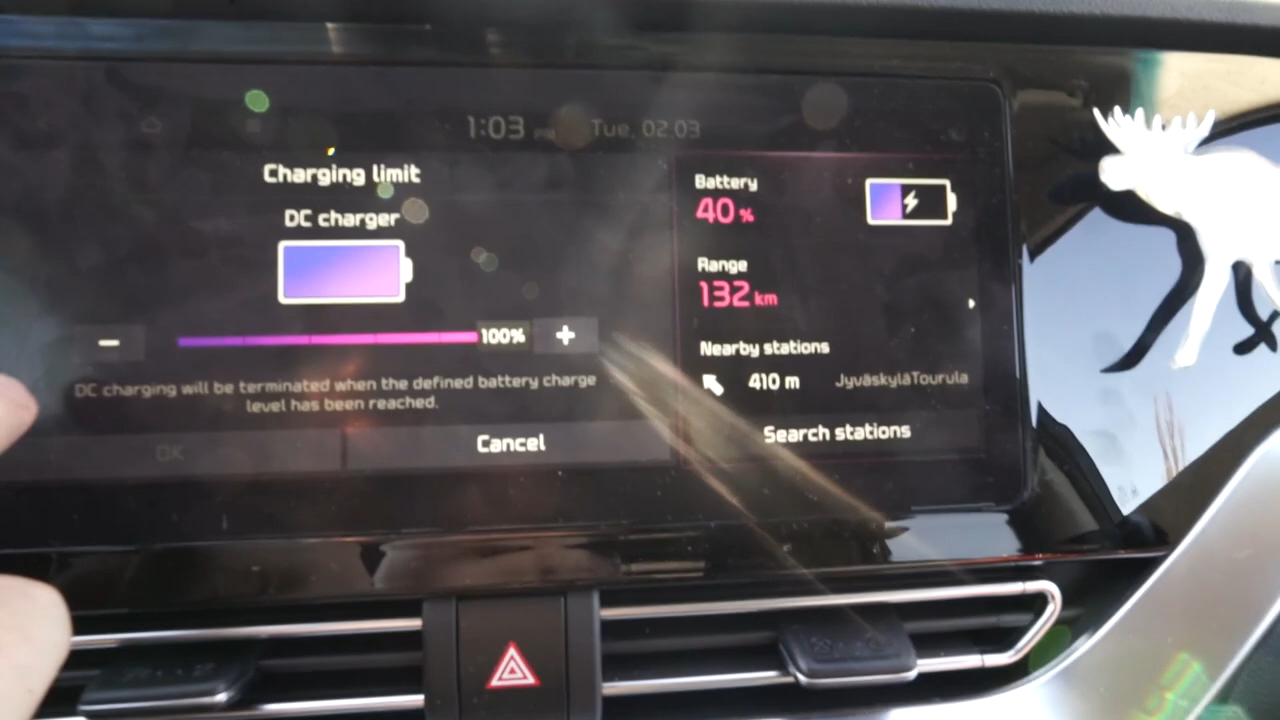 1:03 PM Tue, 02.03
Charging limit
DC charger
− 100% +
DC charging will be terminated when the defined battery charge
level has been reached.
OK Cancel
Battery
40 %
Range
132 km
Nearby stations
410 m JyväskyläTourula
Search stations